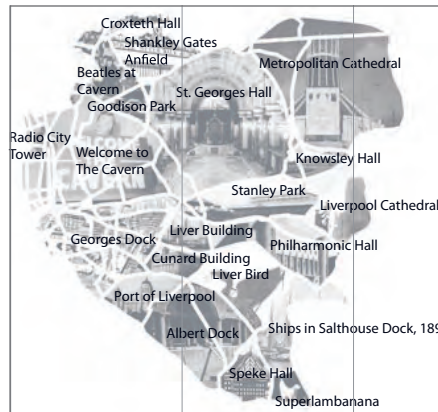 Croxteth Hall
Shankley Gates
Anfield
Metropolitan Cathedral
Beatles at
Cavern
St. Georges Hall
Goodison Park
Radio City
Tower
Welcome to
The Cavern
Knowsley Hall
Stanley Park
Liverpool Cathedral
Liver Building
Georges Dock
Philharmonic Hall
Cunard Building
Liver Bird
Port of Liverpool
Albert Dock
Ships in Salthouse Dock, 189
Speke Hall
Superlambanana